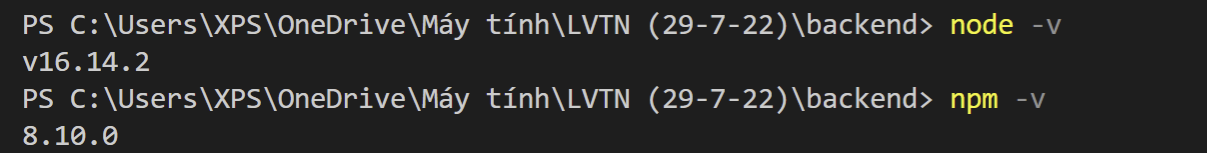 PS C:\Users\XPS\OneDrive\Máy tính\LVTN (29-7-22)\backend> node -v
v16.14.2
PS C:\Users\XPS\OneDrive\Máy tính\LVTN (29-7-22)\backend> npm -v
8.10.0